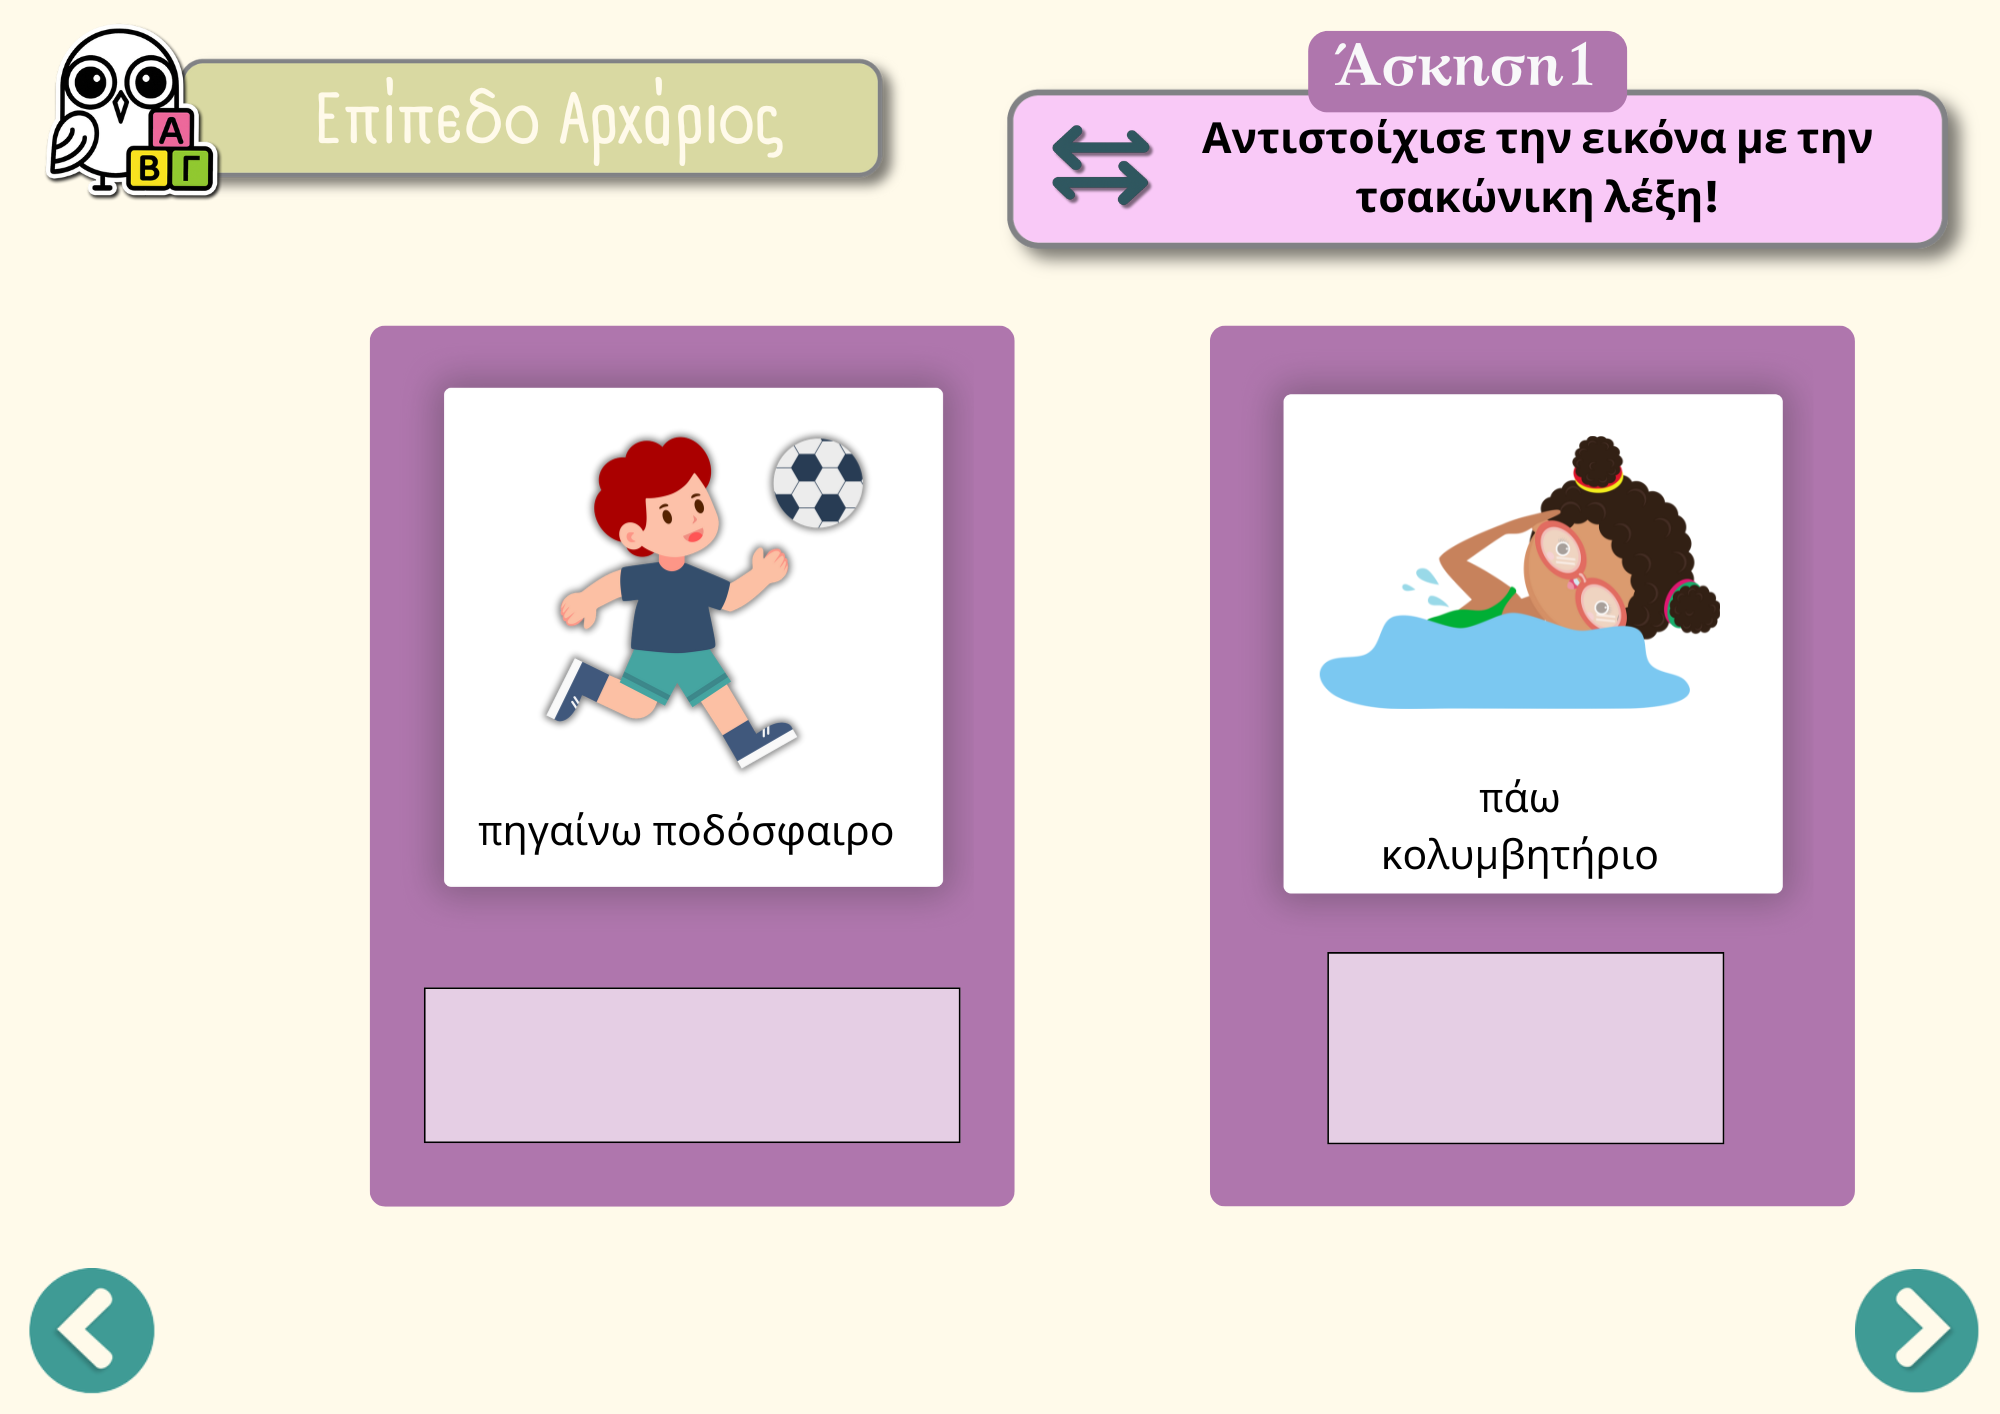 Α
Β Γ
Επίπεδο Αρχάριος
Άσκηση1
Αντιστοίχισε την εικόνα με την
τσακώνικη λέξη!
πηγαίνω ποδόσφαιρο
πάω
κολυμβητήριο